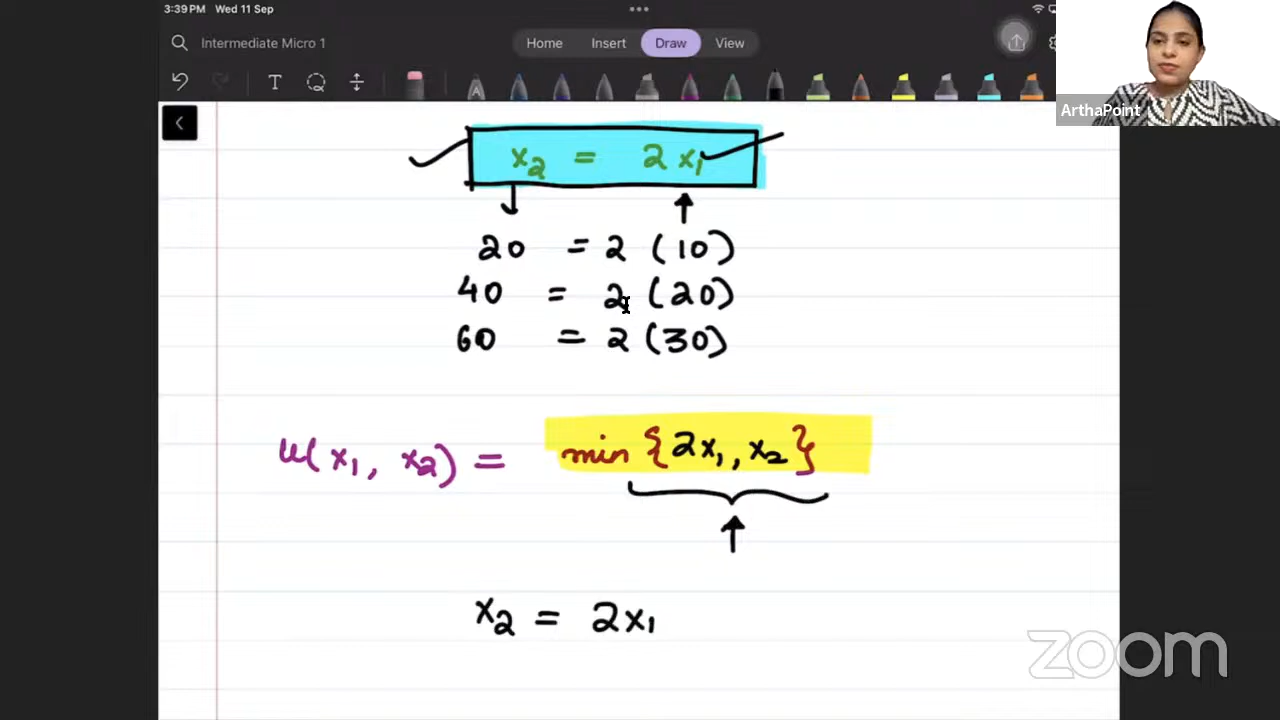 3:39 PM Wed 11 Sep
Intermediate Micro 1
Home Insert Draw View
ArthaPoint
x₂ = 2x₁
20 = 2 (10)
40 = 2 (20)
60 = 2 (30)
u(x₁, x₂) = min {2x₁, x₂}
x₂ = 2x₁
zoom